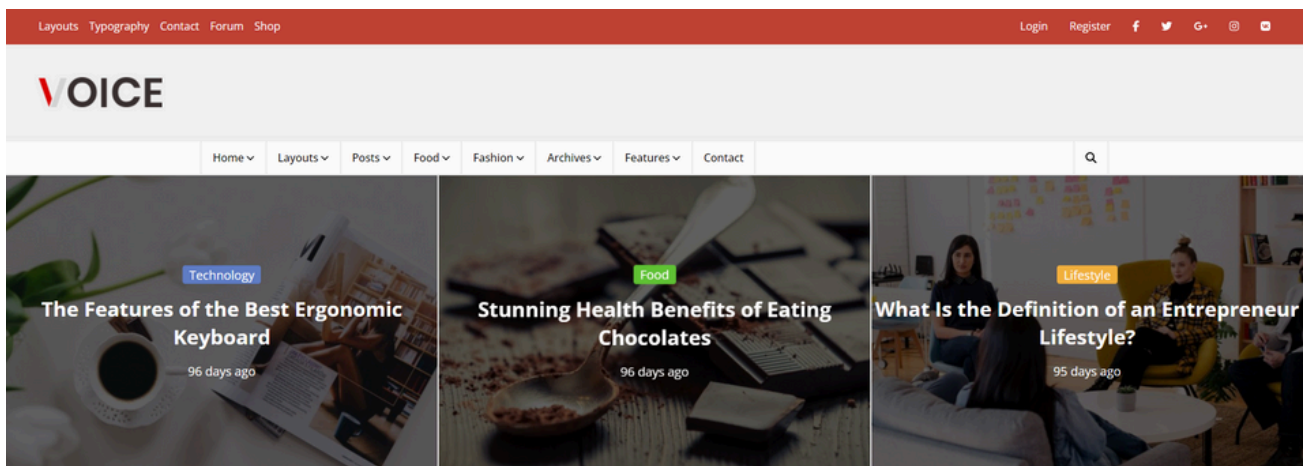 Layouts Typography Contact Forum Shop Login Register
VOICE
Home Layouts Posts Food Fashion Archives Features Contact
Technology
The Features of the Best Ergonomic
Keyboard
96 days ago
Food
Stunning Health Benefits of Eating
Chocolates
96 days ago
Lifestyle
What Is the Definition of an Entrepreneur
Lifestyle?
95 days ago